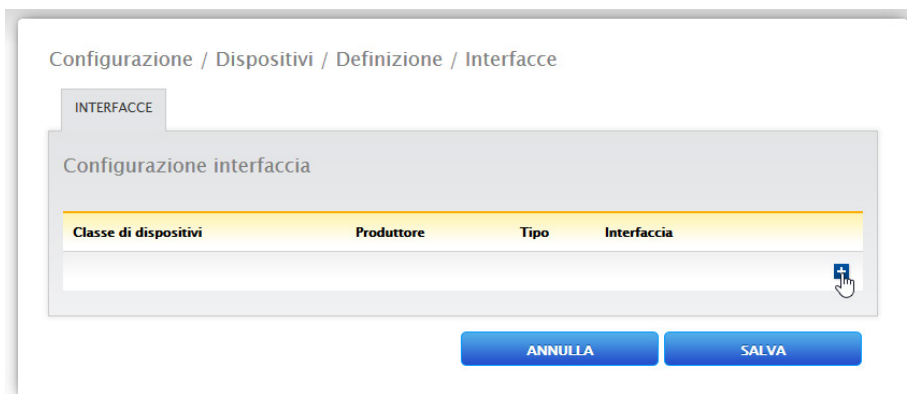 Configurazione / Dispositivi / Definizione / Interfacce
INTERFACCE
Configurazione interfaccia
Classe di dispositivi Produttore Tipo Interfaccia
ANNULLA SALVA